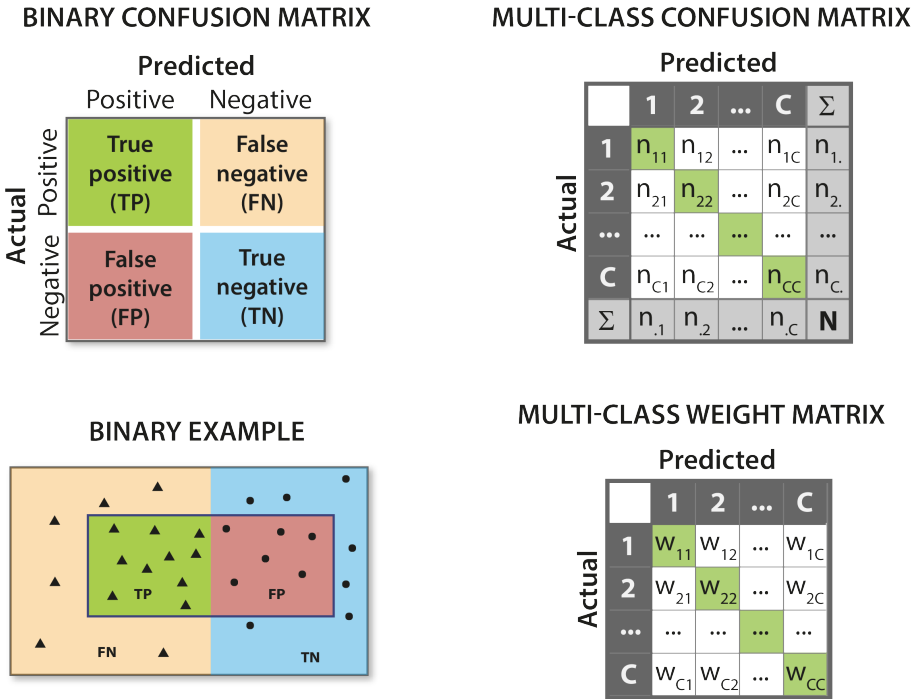 BINARY CONFUSION MATRIX
Predicted
Positive Negative
Actual
Positive
Negative
True positive (TP)
False negative (FN)
False positive (FP)
True negative (TN)
MULTI-CLASS CONFUSION MATRIX
Predicted
Actual
1 2 ... C Σ
1 n11 n12 ... n1C n1.
2 n21 n22 ... n2C n2.
... ... ... ... ... ...
C nC1 nC2 ... nCC nC.
Σ n.1 n.2 ... n.C N
BINARY EXAMPLE
TP
FP
FN
TN
MULTI-CLASS WEIGHT MATRIX
Predicted
Actual
1 2 ... C
1 w11 w12 ... w1C
2 w21 w22 ... w2C
... ... ... ... ...
C wC1 wC2 ... wCC